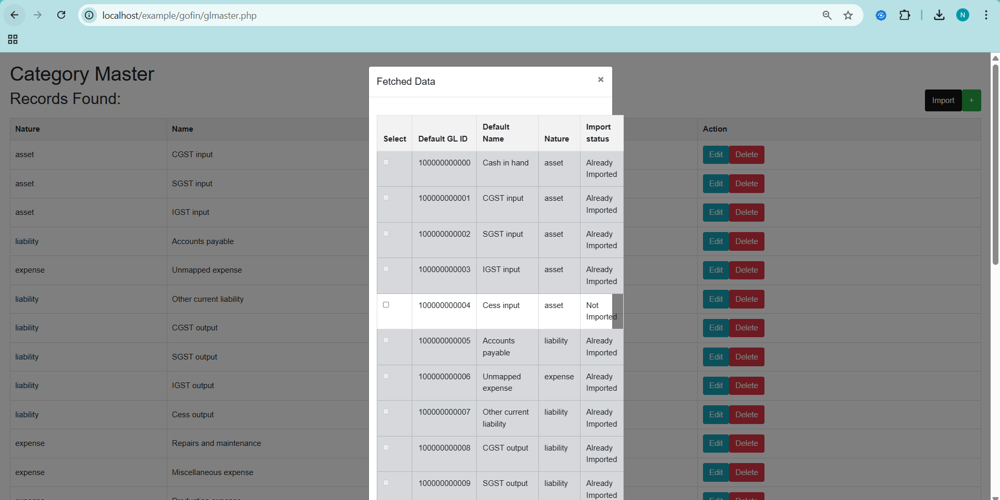 localhost/example/gofin/glmaster.php
N
Category Master
Records Found:
Import +
Nature Name Action
asset CGST input Edit Delete
asset SGST input Edit Delete
asset IGST input Edit Delete
liability Accounts payable Edit Delete
expense Unmapped expense Edit Delete
liability Other current liability Edit Delete
liability CGST output Edit Delete
liability SGST output Edit Delete
liability IGST output Edit Delete
liability Cess output Edit Delete
expense Repairs and maintenance Edit Delete
expense Miscellaneous expense Edit Delete
Fetched Data ×
Select Default GL ID Default Name Nature Import status
100000000000 Cash in hand asset Already Imported
100000000001 CGST input asset Already Imported
100000000002 SGST input asset Already Imported
100000000003 IGST input asset Already Imported
100000000004 Cess input asset Not Imported
100000000005 Accounts payable liability Already Imported
100000000006 Unmapped expense expense Already Imported
100000000007 Other current liability liability Already Imported
100000000008 CGST output liability Already Imported
100000000009 SGST output liability Already Imported